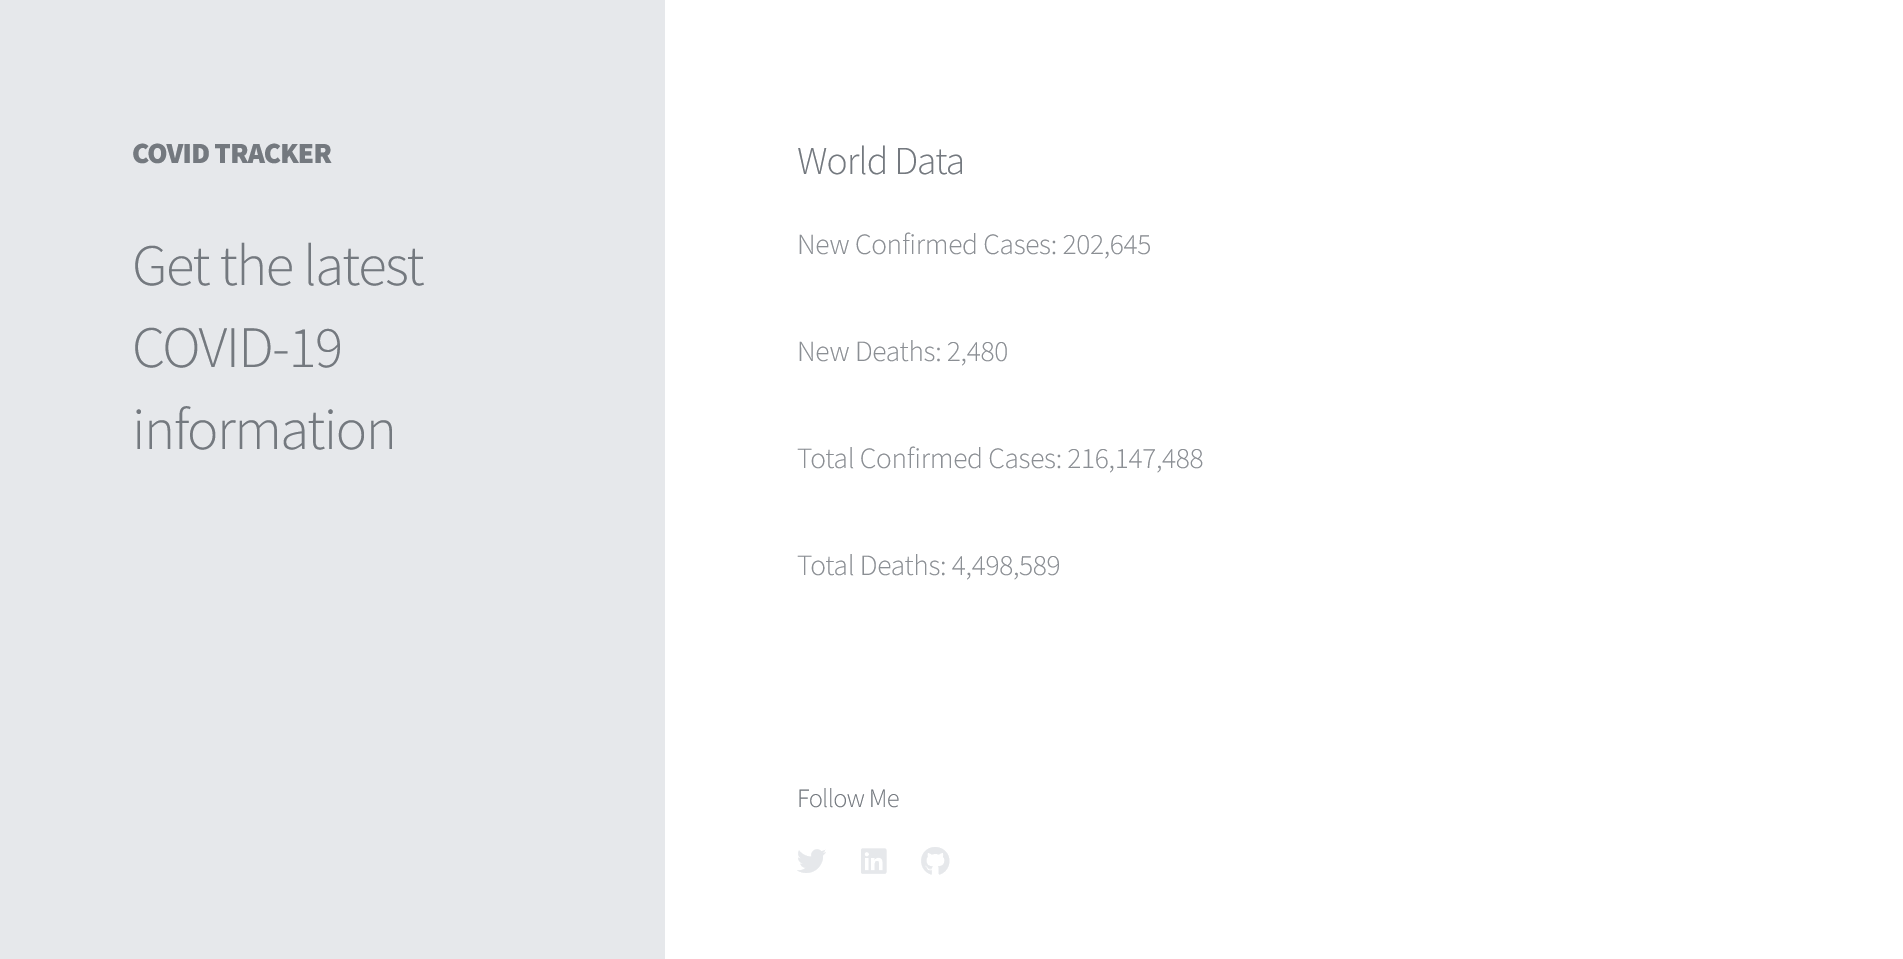 COVID TRACKER
Get the latest
COVID-19
information
World Data
New Confirmed Cases: 202,645
New Deaths: 2,480
Total Confirmed Cases: 216,147,488
Total Deaths: 4,498,589
Follow Me